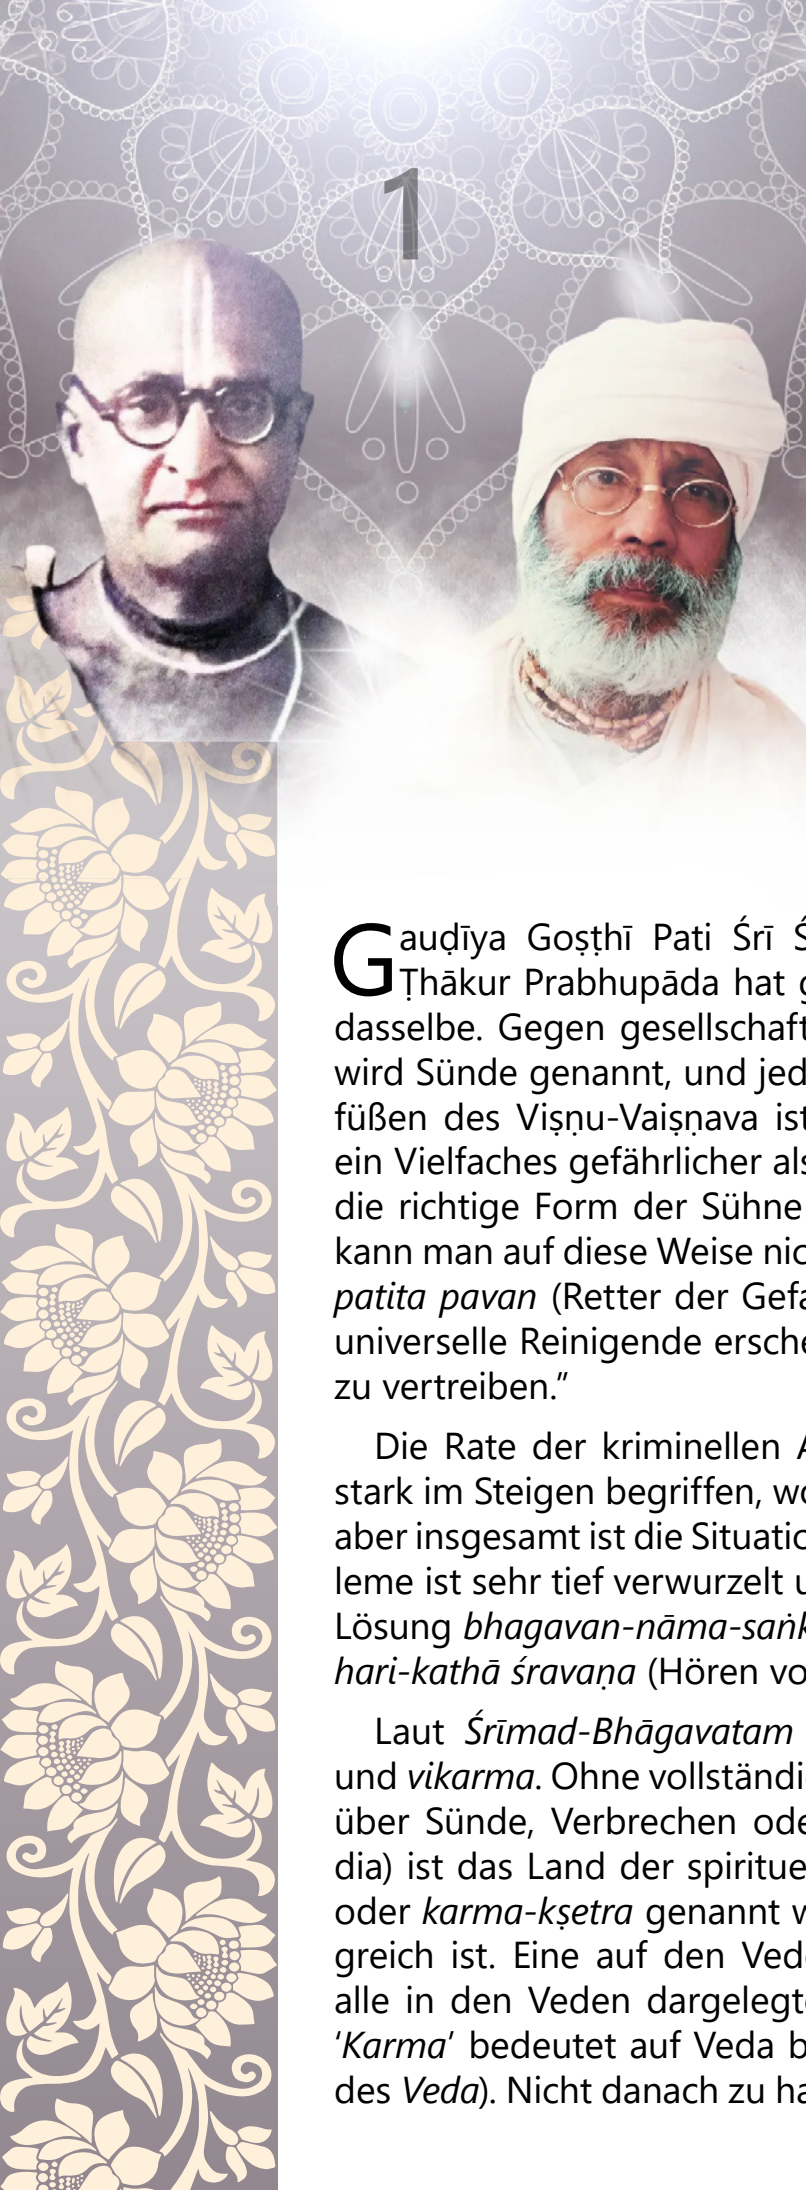 1
Gauḍīya Goṣṭhī Pati Śrī
Ṭhākur Prabhupāda hat
dasselbe. Gegen gesellschaft
wird Sünde genannt, und jed
füßen des Viṣṇu-Vaiṣṇava ist
ein Vielfaches gefährlicher als
die richtige Form der Sühne
kann man auf diese Weise nic
patita pavan (Retter der Gefa
universelle Reinigende ersche
zu vertreiben.”
Die Rate der kriminellen
stark im Steigen begriffen, wo
aber insgesamt ist die Situatio
leme ist sehr tief verwurzelt u
Lösung bhagavan-nāma-saṅk
hari-kathā śravaṇa (Hören vo
Laut Śrīmad-Bhāgavatam
und vikarma. Ohne vollständi
über Sünde, Verbrechen ode
dia) ist das Land der spiritue
oder karma-kṣetra genannt w
greich ist. Eine auf den Ved
alle in den Veden dargelegt
‘Karma’ bedeutet auf Veda b
des Veda). Nicht danach zu ha